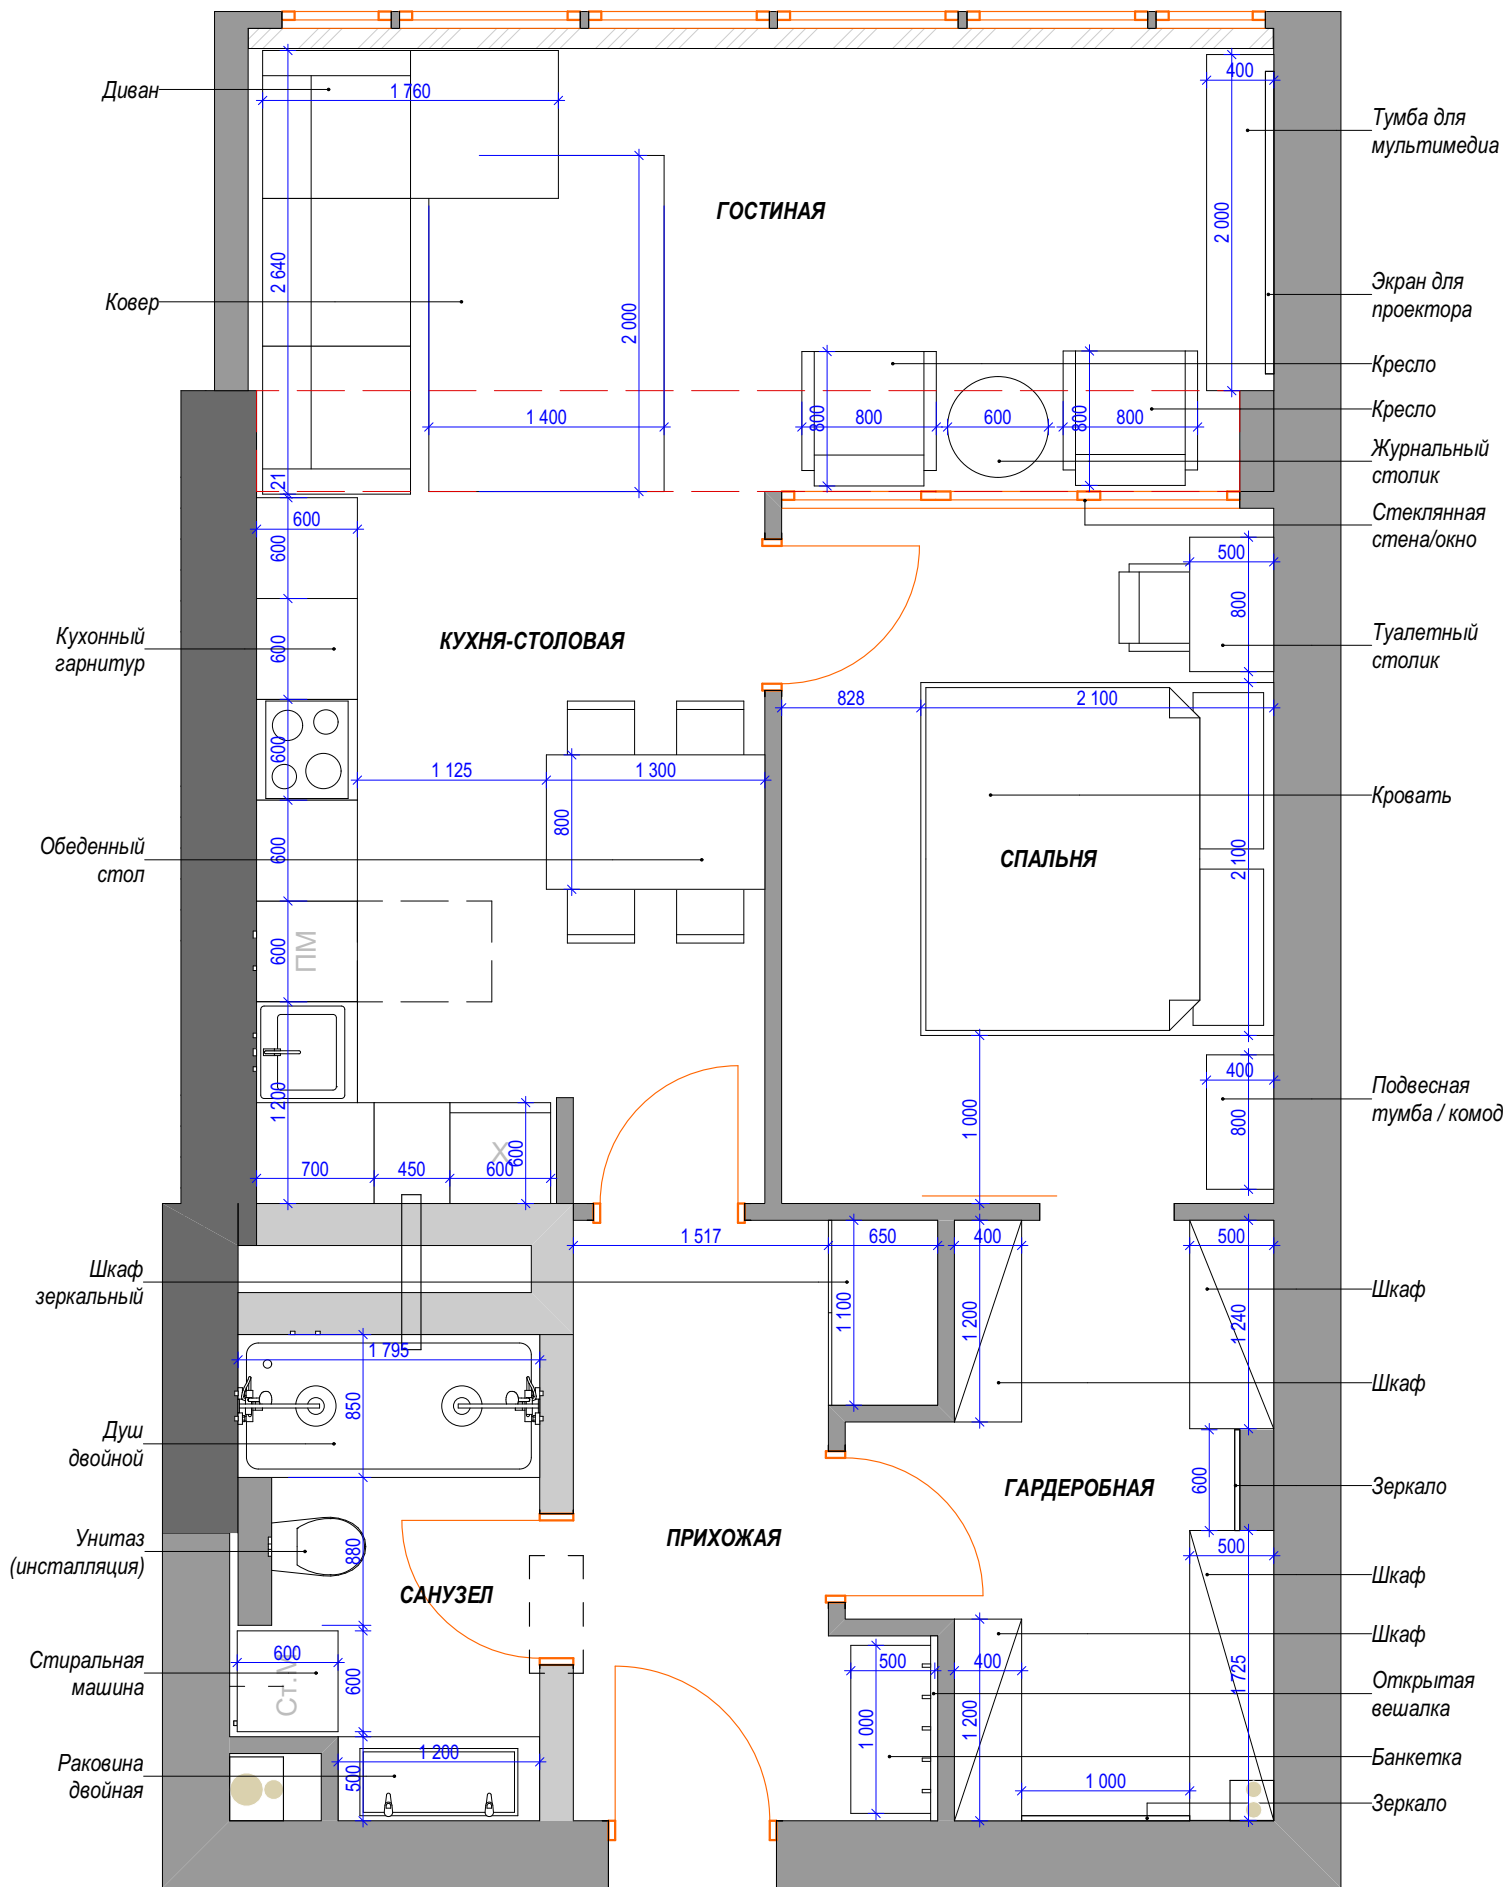 Диван
1 760
400
Тумба для
мультимедиа
ГОСТИНАЯ
2 000
2 640
Экран для
проектора
Ковер
2 000
Кресло
1 400
800
800
600
800
800
Кресло
Журнальный
столик
21
600
Стеклянная
стена/окно
500
600
800
Кухонный
гарнитур
600
КУХНЯ-СТОЛОВАЯ
Туалетный
столик
828
2 100
600
1 125
1 300
Кровать
800
Обеденный
стол
600
СПАЛЬНЯ
2 100
600
ПМ
400
Подвесная
тумба / комод
1 200
1 000
800
Х
600
700
450
600
1 517
650
400
500
Шкаф
зеркальный
1 100
1 200
1 240
Шкаф
1 795
Шкаф
850
Душ
двойной
600
ГАРДЕРОБНАЯ
Зеркало
Унитаз
(инсталляция)
880
ПРИХОЖАЯ
500
Шкаф
САНУЗЕЛ
Шкаф
Стиральная
машина
600
Ст.М
600
500
400
1 725
Открытая
вешалка
1 000
1 200
Раковина
двойная
1 200
500
Банкетка
1 000
Зеркало